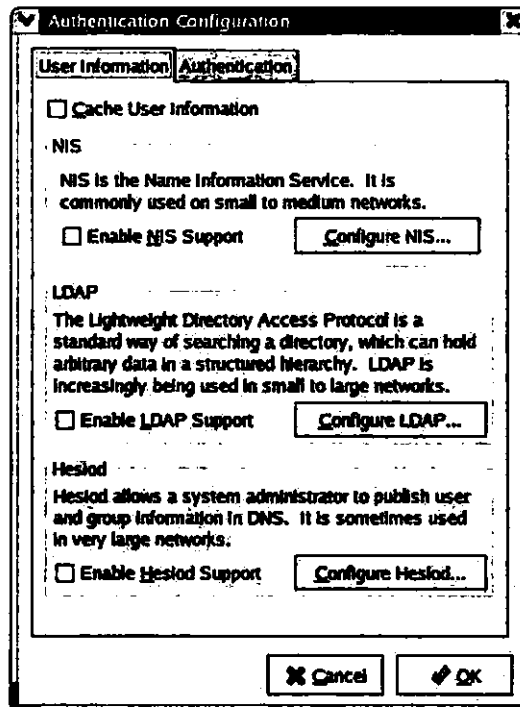 Authentication Configuration
User Information Authentication
Cache User Information
NIS
NIS is the Name Information Service. It is
commonly used on small to medium networks.
Enable NIS Support Configure NIS...
LDAP
The Lightweight Directory Access Protocol is a
standard way of searching a directory, which can hold
arbitrary data in a structured hierarchy. LDAP is
increasingly being used in small to large networks.
Enable LDAP Support Configure LDAP...
Hesiod
Hesiod allows a system administrator to publish user
and group information in DNS. It is sometimes used
in very large networks.
Enable Hesiod Support Configure Hesiod...
Cancel OK